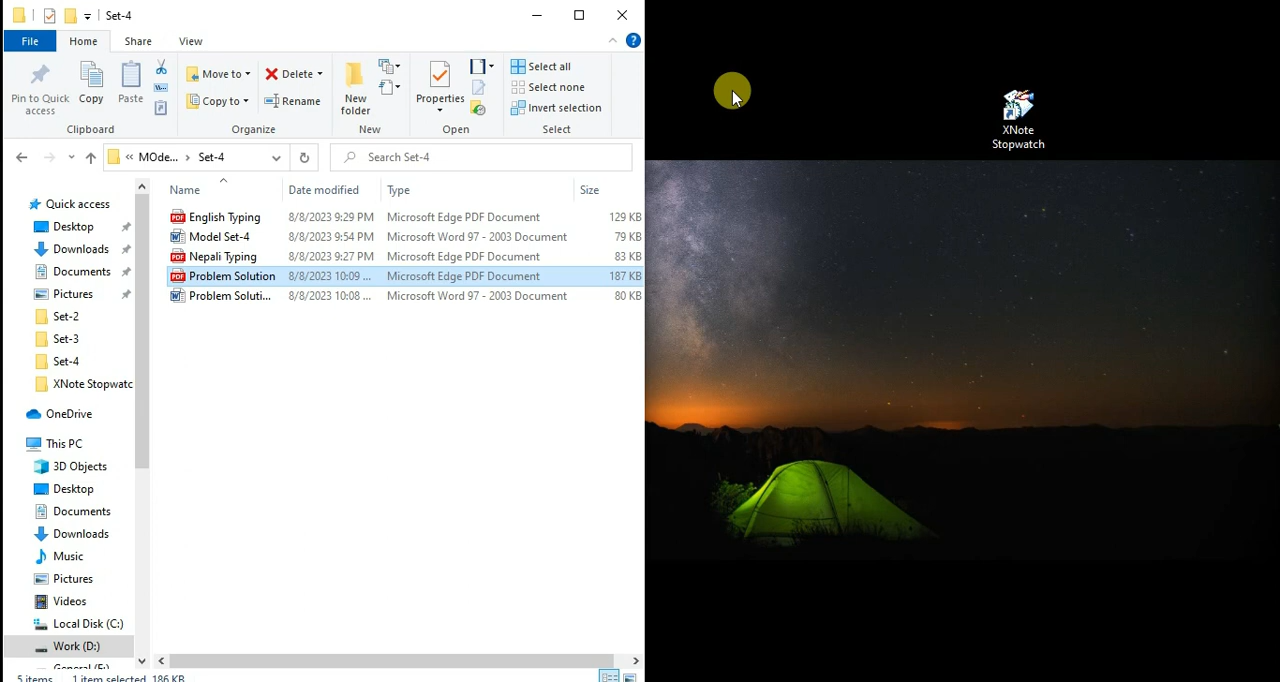 Set-4
File Home Share View
Pin to Quick access
Copy
Paste
Clipboard
Move to
Copy to
Delete
Rename
Organize
New folder
New
Properties
Open
Select all
Select none
Invert selection
Select
« MOde... › Set-4
Search Set-4
Name Date modified Type Size
English Typing 8/8/2023 9:29 PM Microsoft Edge PDF Document 129 KB
Model Set-4 8/8/2023 9:54 PM Microsoft Word 97 - 2003 Document 79 KB
Nepali Typing 8/8/2023 9:27 PM Microsoft Edge PDF Document 83 KB
Problem Solution 8/8/2023 10:09 ... Microsoft Edge PDF Document 187 KB
Problem Soluti... 8/8/2023 10:08 ... Microsoft Word 97 - 2003 Document 80 KB
Quick access
Desktop
Downloads
Documents
Pictures
Set-2
Set-3
Set-4
XNote Stopwatc
OneDrive
This PC
3D Objects
Desktop
Documents
Downloads
Music
Pictures
Videos
Local Disk (C:)
Work (D:)
5 items 1 item selected 186 KB
XNote
Stopwatch